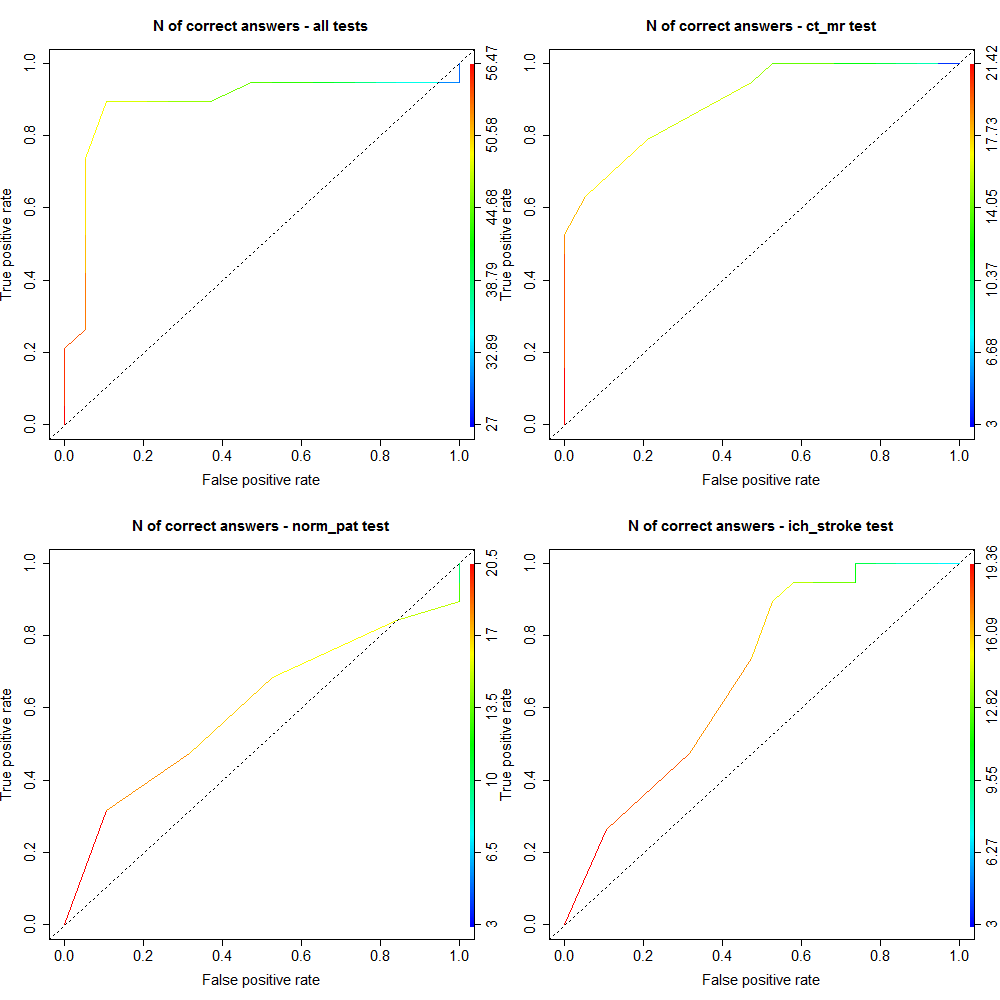 N of correct answers - all tests
True positive rate
0.0 0.2 0.4 0.6 0.8 1.0
0.0 0.2 0.4 0.6 0.8 1.0
False positive rate
27 32.89 38.79 44.68 50.58 56.47
N of correct answers - ct_mr test
True positive rate
0.0 0.2 0.4 0.6 0.8 1.0
0.0 0.2 0.4 0.6 0.8 1.0
False positive rate
3 6.68 10.37 14.05 17.73 21.42
N of correct answers - norm_pat test
True positive rate
0.0 0.2 0.4 0.6 0.8 1.0
0.0 0.2 0.4 0.6 0.8 1.0
False positive rate
3 6.5 10 13.5 17 20.5
N of correct answers - ich_stroke test
True positive rate
0.0 0.2 0.4 0.6 0.8 1.0
0.0 0.2 0.4 0.6 0.8 1.0
False positive rate
3 6.27 9.55 12.82 16.09 19.36